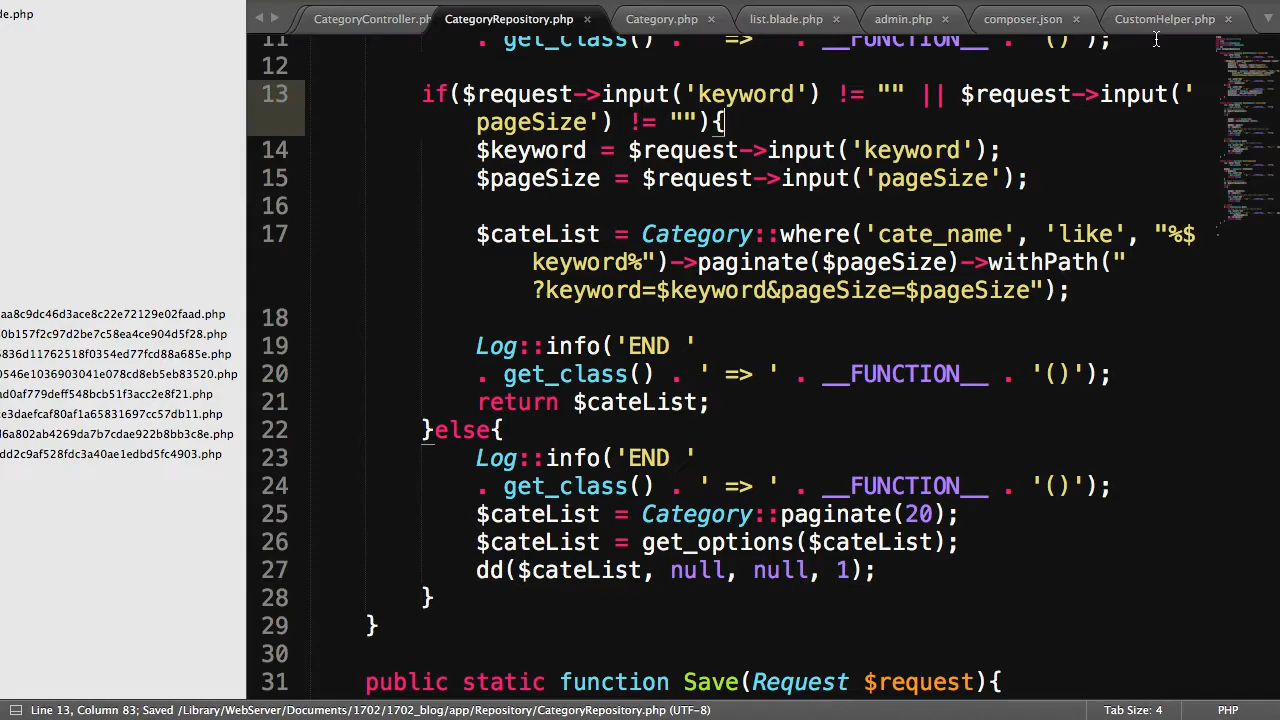 de.php
CategoryController.ph
CategoryRepository.php ×
Category.php ×
list.blade.php ×
admin.php ×
composer.json ×
CustomHelper.php ×
11 . get_class() . ' => ' . __FUNCTION__ . '()');
12
13 if($request->input('keyword') != "" || $request->input('
pageSize') != ""){
14 $keyword = $request->input('keyword');
15 $pageSize = $request->input('pageSize');
16
17 $cateList = Category::where('cate_name', 'like', "%$
keyword%")->paginate($pageSize)->withPath("
?keyword=$keyword&pageSize=$pageSize");
18
19 Log::info('END '
20 . get_class() . ' => ' . __FUNCTION__ . '()');
21 return $cateList;
22 }else{
23 Log::info('END '
24 . get_class() . ' => ' . __FUNCTION__ . '()');
25 $cateList = Category::paginate(20);
26 $cateList = get_options($cateList);
27 dd($cateList, null, null, 1);
28 }
29 }
30
31 public static function Save(Request $request){
aa8c9dc46d3ace8c22e72129e02faad.php
0b157f2c97d2be7c58ea4ce904d5f28.php
5836d11762518f0354ed77fcd88a685e.php
0546e1036903041e078cd8eb5eb83520.php
ad0af779deff548bcb51f3acc2e8f21.php
e3daefcaf80af1a65831697cc57db11.php
d6a802ab4269da7b7cdae922b8bb3c8e.php
dd2c9af528fdc3a40ae1edbd5fc4903.php
Line 13, Column 83; Saved /Library/WebServer/Documents/1702/1702_blog/app/Repository/CategoryRepository.php (UTF-8)
Tab Size: 4
PHP